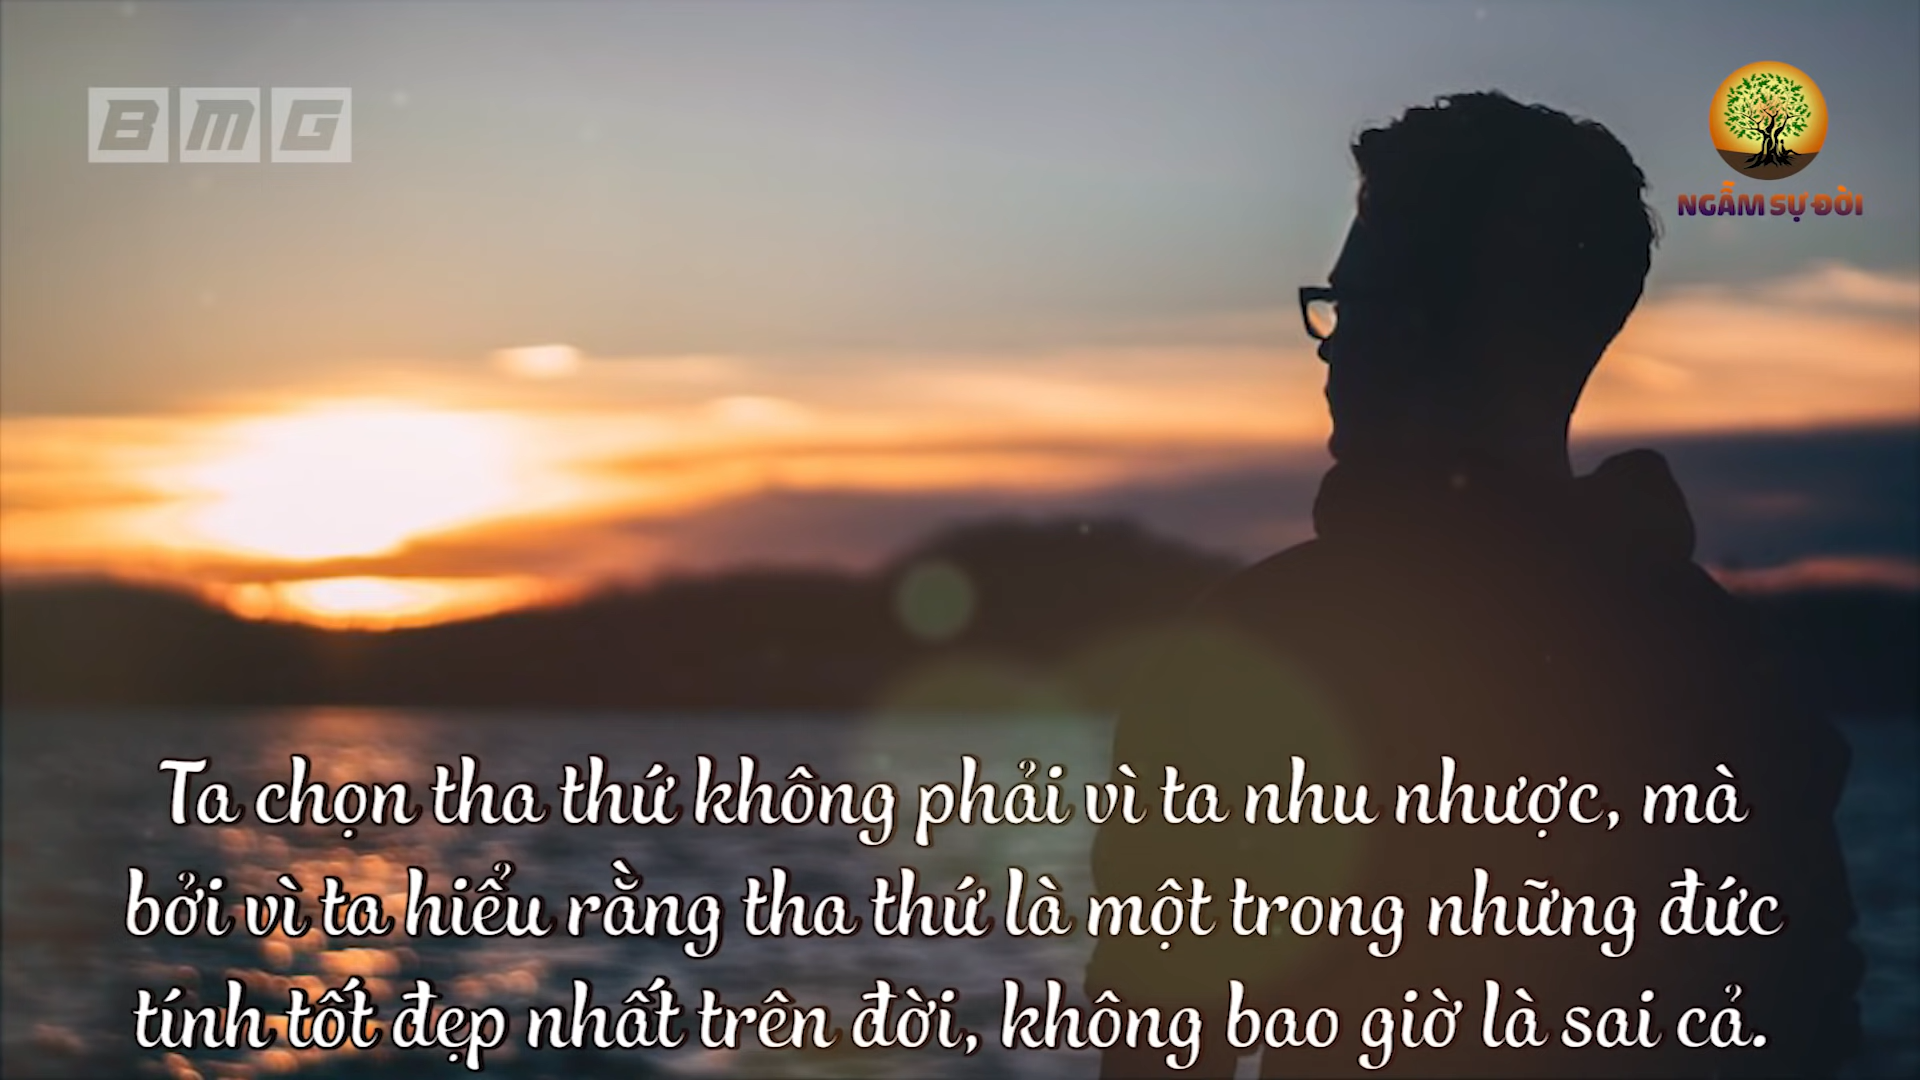 BMG
NGẪM SỰ ĐỜI
Ta chọn tha thứ không phải vì ta nhu nhược, mà
bởi vì ta hiểu rằng tha thứ là một trong những đức
tính tốt đẹp nhất trên đời, không bao giờ là sai cả.